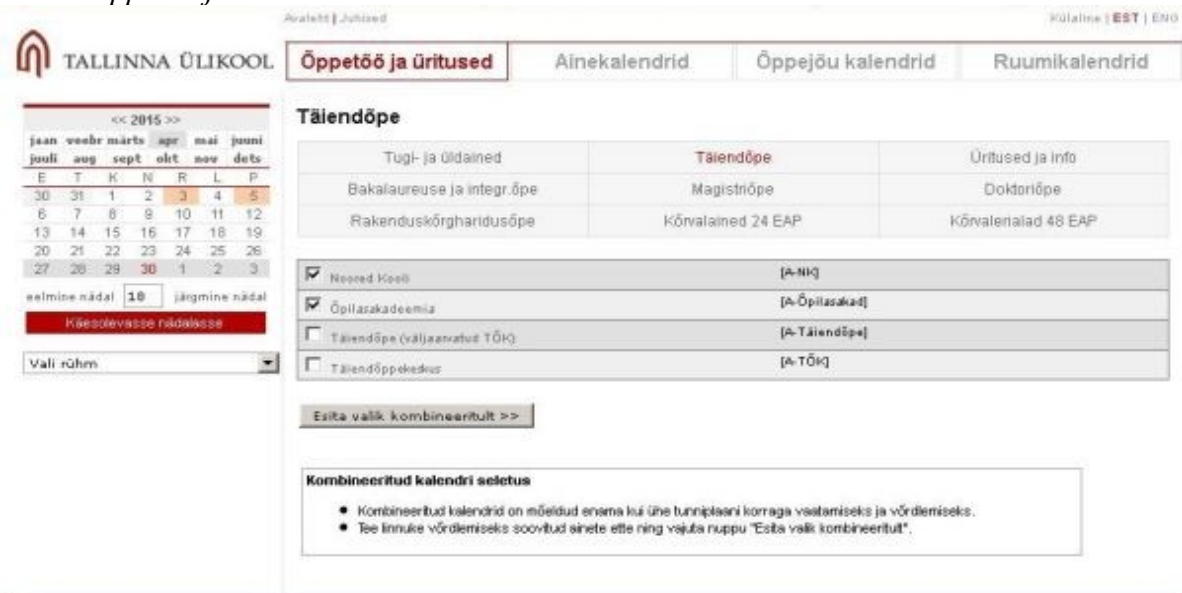 Avaleht | Juhised
Külaline | EST | ENG
TALLINNA ÜLIKOOL
Õppetöö ja üritused Ainekalendrid Õppejõu kalendrid Ruumikalendrid
<< 2015 >>
jaan veebr märts apr mai juuni
juuli aug sept okt nov dets
E T K N R L P
30 31 1 2 3 4 5
6 7 8 9 10 11 12
13 14 15 16 17 18 19
20 21 22 23 24 25 26
27 28 29 30 1 2 3
eelmine nädal 18 järgmine nädal
Käesolevasse nädalasse
Vali rühm
Täiendõpe
Tugi- ja üldained Täiendõpe Üritused ja info
Bakalaureuse ja integr.õpe Magistriõpe Doktoriõpe
Rakenduskõrgharidusõpe Kõrvalained 24 EAP Kõrvalerialad 48 EAP
Noored Kooli [A-NK]
Õpilasakadeemia [A-Õpilasakad]
Täiendõpe (väljaarvatud TÕK) [A-Täiendõpe]
Täiendõppekeskus [A-TÕK]
Esita valik kombineeritult >>
Kombineeritud kalendri seletus
Kombineeritud kalendrid on mõeldud enama kui ühe tunniplaani korraga vaatamiseks ja võrdlemiseks.
Tee linnuke võrdlemiseks soovitud ainete ette ning vajuta nuppu "Esita valik kombineeritult".